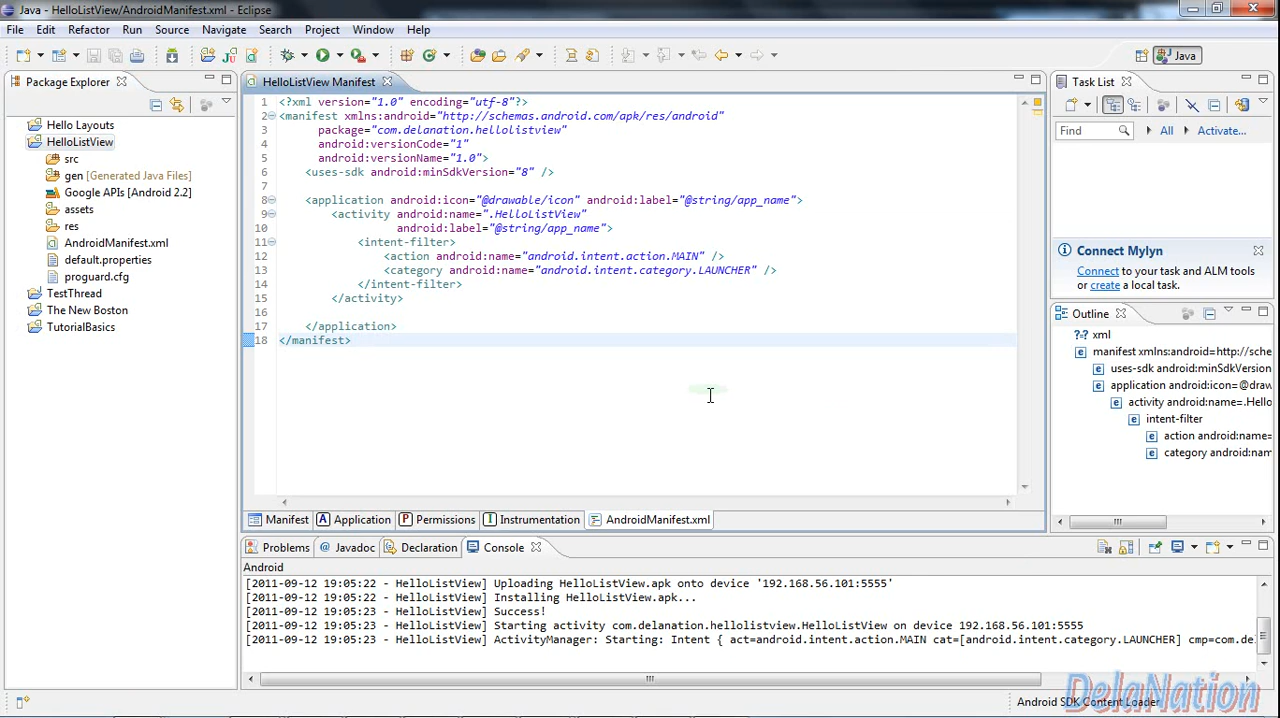 Java - HelloListView/AndroidManifest.xml - Eclipse
File Edit Refactor Run Source Navigate Search Project Window Help
Java
Package Explorer
Hello Layouts
HelloListView
src
gen [Generated Java Files]
Google APIs [Android 2.2]
assets
res
AndroidManifest.xml
default.properties
proguard.cfg
TestThread
The New Boston
TutorialBasics
HelloListView Manifest
1 <?xml version="1.0" encoding="utf-8"?>
2 <manifest xmlns:android="http://schemas.android.com/apk/res/android"
3 package="com.delanation.hellolistview"
4 android:versionCode="1"
5 android:versionName="1.0">
6 <uses-sdk android:minSdkVersion="8" />
7
8 <application android:icon="@drawable/icon" android:label="@string/app_name">
9 <activity android:name=".HelloListView"
10 android:label="@string/app_name">
11 <intent-filter>
12 <action android:name="android.intent.action.MAIN" />
13 <category android:name="android.intent.category.LAUNCHER" />
14 </intent-filter>
15 </activity>
16
17 </application>
18 </manifest>
Manifest Application Permissions Instrumentation AndroidManifest.xml
Task List
Find All Activate...
Connect Mylyn
Connect to your task and ALM tools
or create a local task.
Outline
xml
manifest xmlns:android=http://sche
uses-sdk android:minSdkVersion
application android:icon=@draw
activity android:name=.Hello
intent-filter
action android:name=
category android:nam
Problems Javadoc Declaration Console
Android
[2011-09-12 19:05:22 - HelloListView] Uploading HelloListView.apk onto device '192.168.56.101:5555'
[2011-09-12 19:05:22 - HelloListView] Installing HelloListView.apk...
[2011-09-12 19:05:23 - HelloListView] Success!
[2011-09-12 19:05:23 - HelloListView] Starting activity com.delanation.hellolistview.HelloListView on device 192.168.56.101:5555
[2011-09-12 19:05:23 - HelloListView] ActivityManager: Starting: Intent { act=android.intent.action.MAIN cat=[android.intent.category.LAUNCHER] cmp=com.del
Android SDK Content Loader
DelaNation